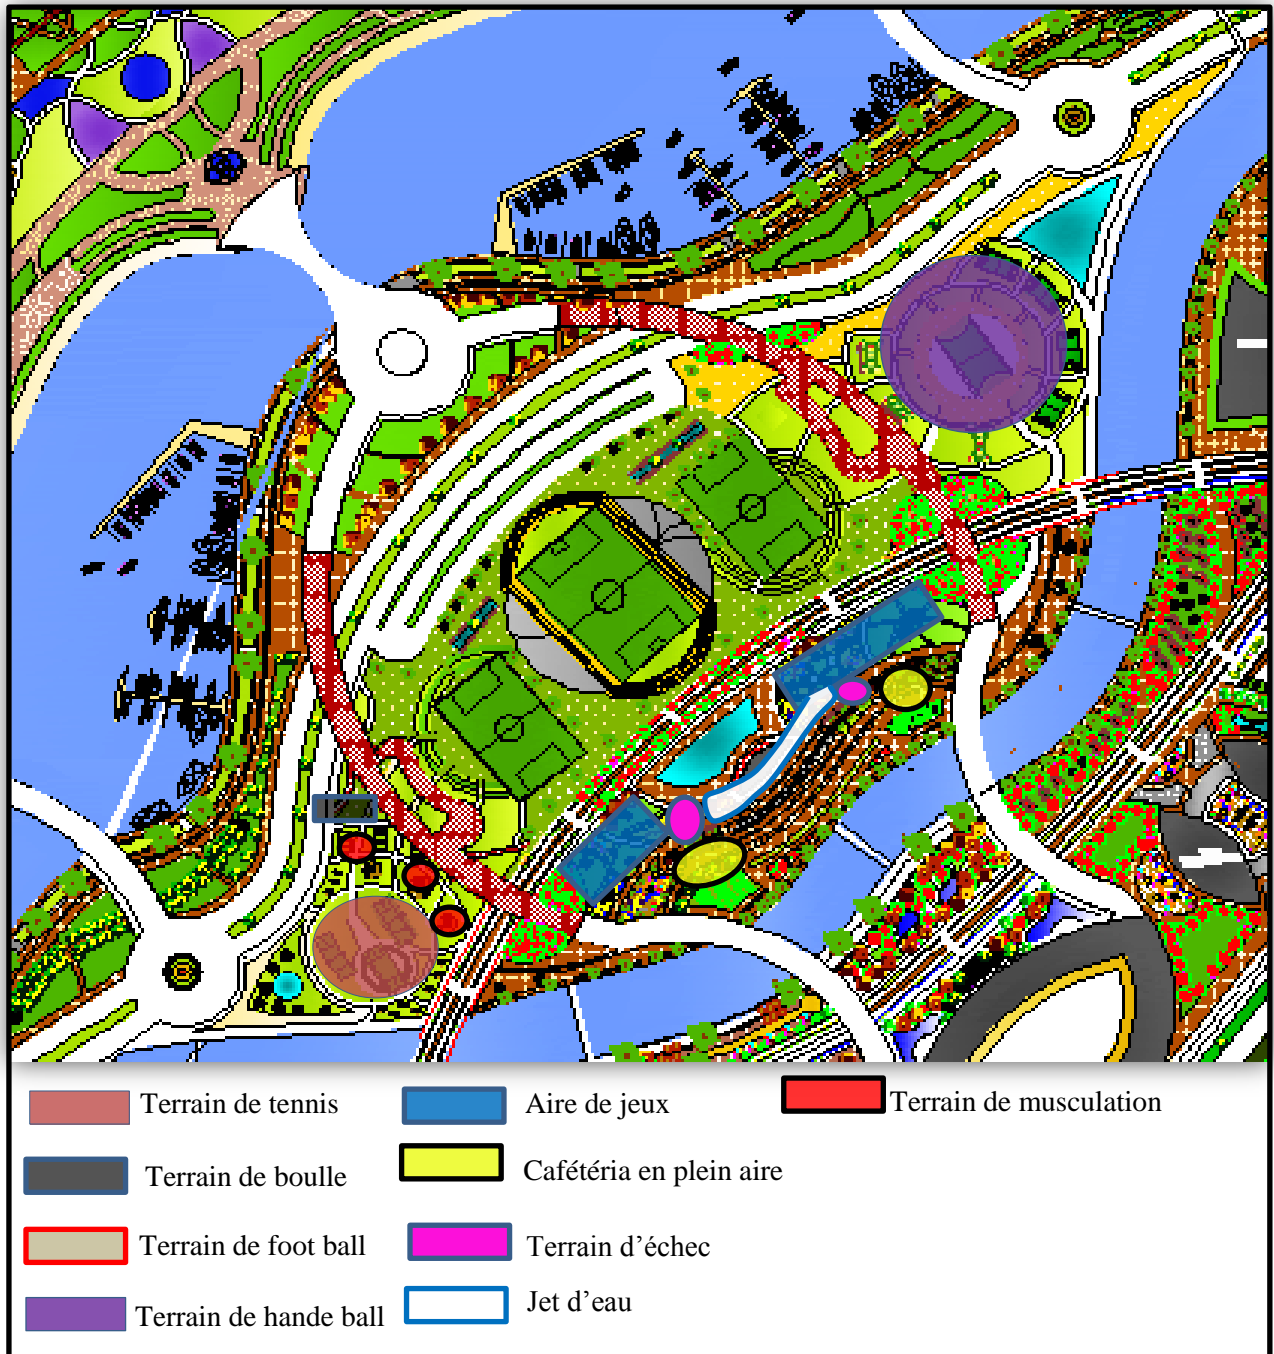 Terrain de tennis
Aire de jeux
Terrain de musculation
Terrain de boulle
Cafétéria en plein aire
Terrain de foot ball
Terrain d’échec
Terrain de hande ball
Jet d’eau